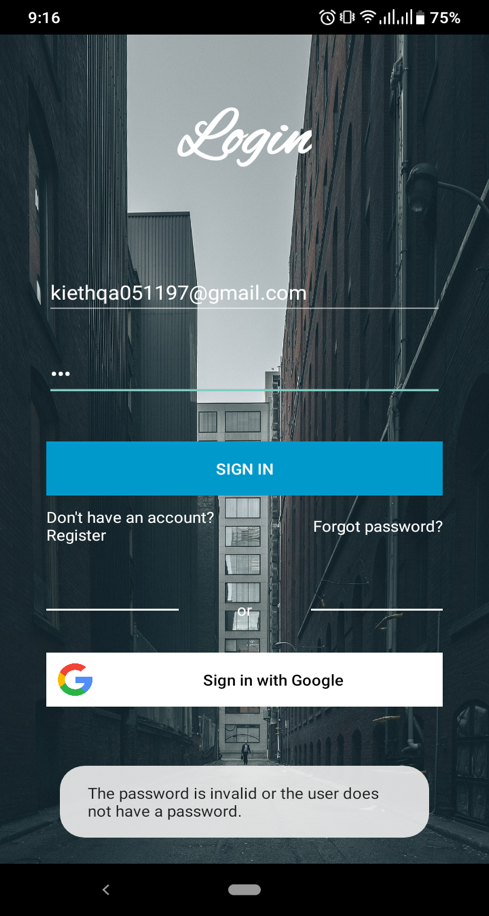 9:16
75%
Login
kiethqa051197@gmail.com
•••
SIGN IN
Don't have an account?
Register
Forgot password?
or
Sign in with Google
The password is invalid or the user does
not have a password.